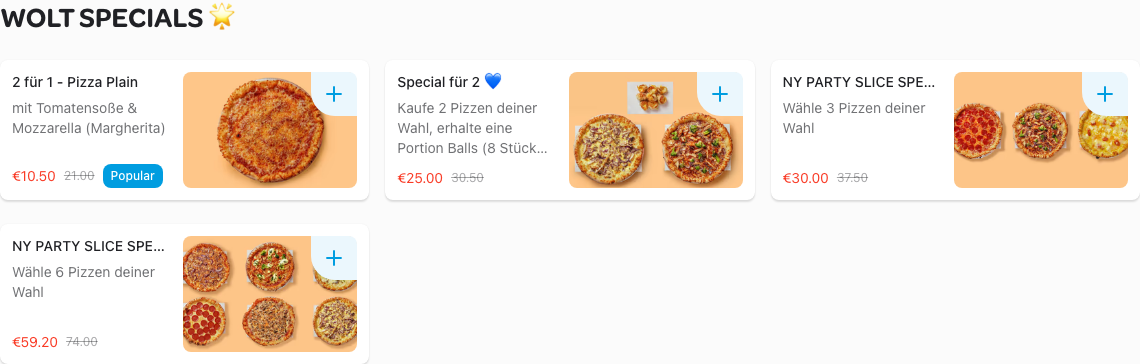 WOLT SPECIALS 🌟
2 für 1 - Pizza Plain
mit Tomatensoße &
Mozzarella (Margherita)
€10.50 21.00 Popular
Special für 2 💙
Kaufe 2 Pizzen deiner
Wahl, erhalte eine
Portion Balls (8 Stück...
€25.00 30.50
NY PARTY SLICE SPE...
Wähle 3 Pizzen deiner
Wahl
€30.00 37.50
NY PARTY SLICE SPE...
Wähle 6 Pizzen deiner
Wahl
€59.20 74.00